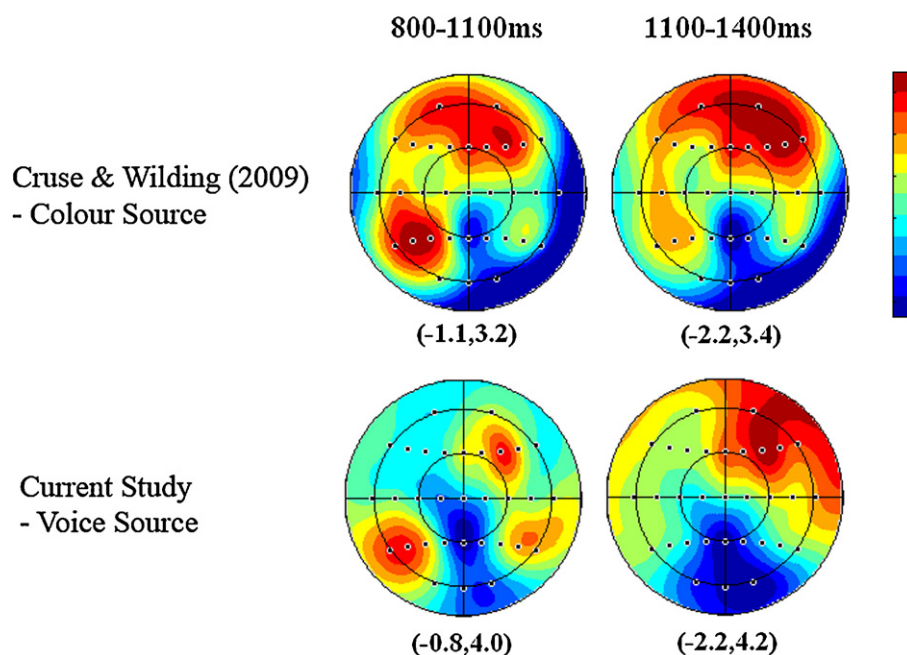 800-1100ms 1100-1400ms
Cruse & Wilding (2009)
- Colour Source
(-1.1,3.2) (-2.2,3.4)
Current Study
- Voice Source
(-0.8,4.0) (-2.2,4.2)